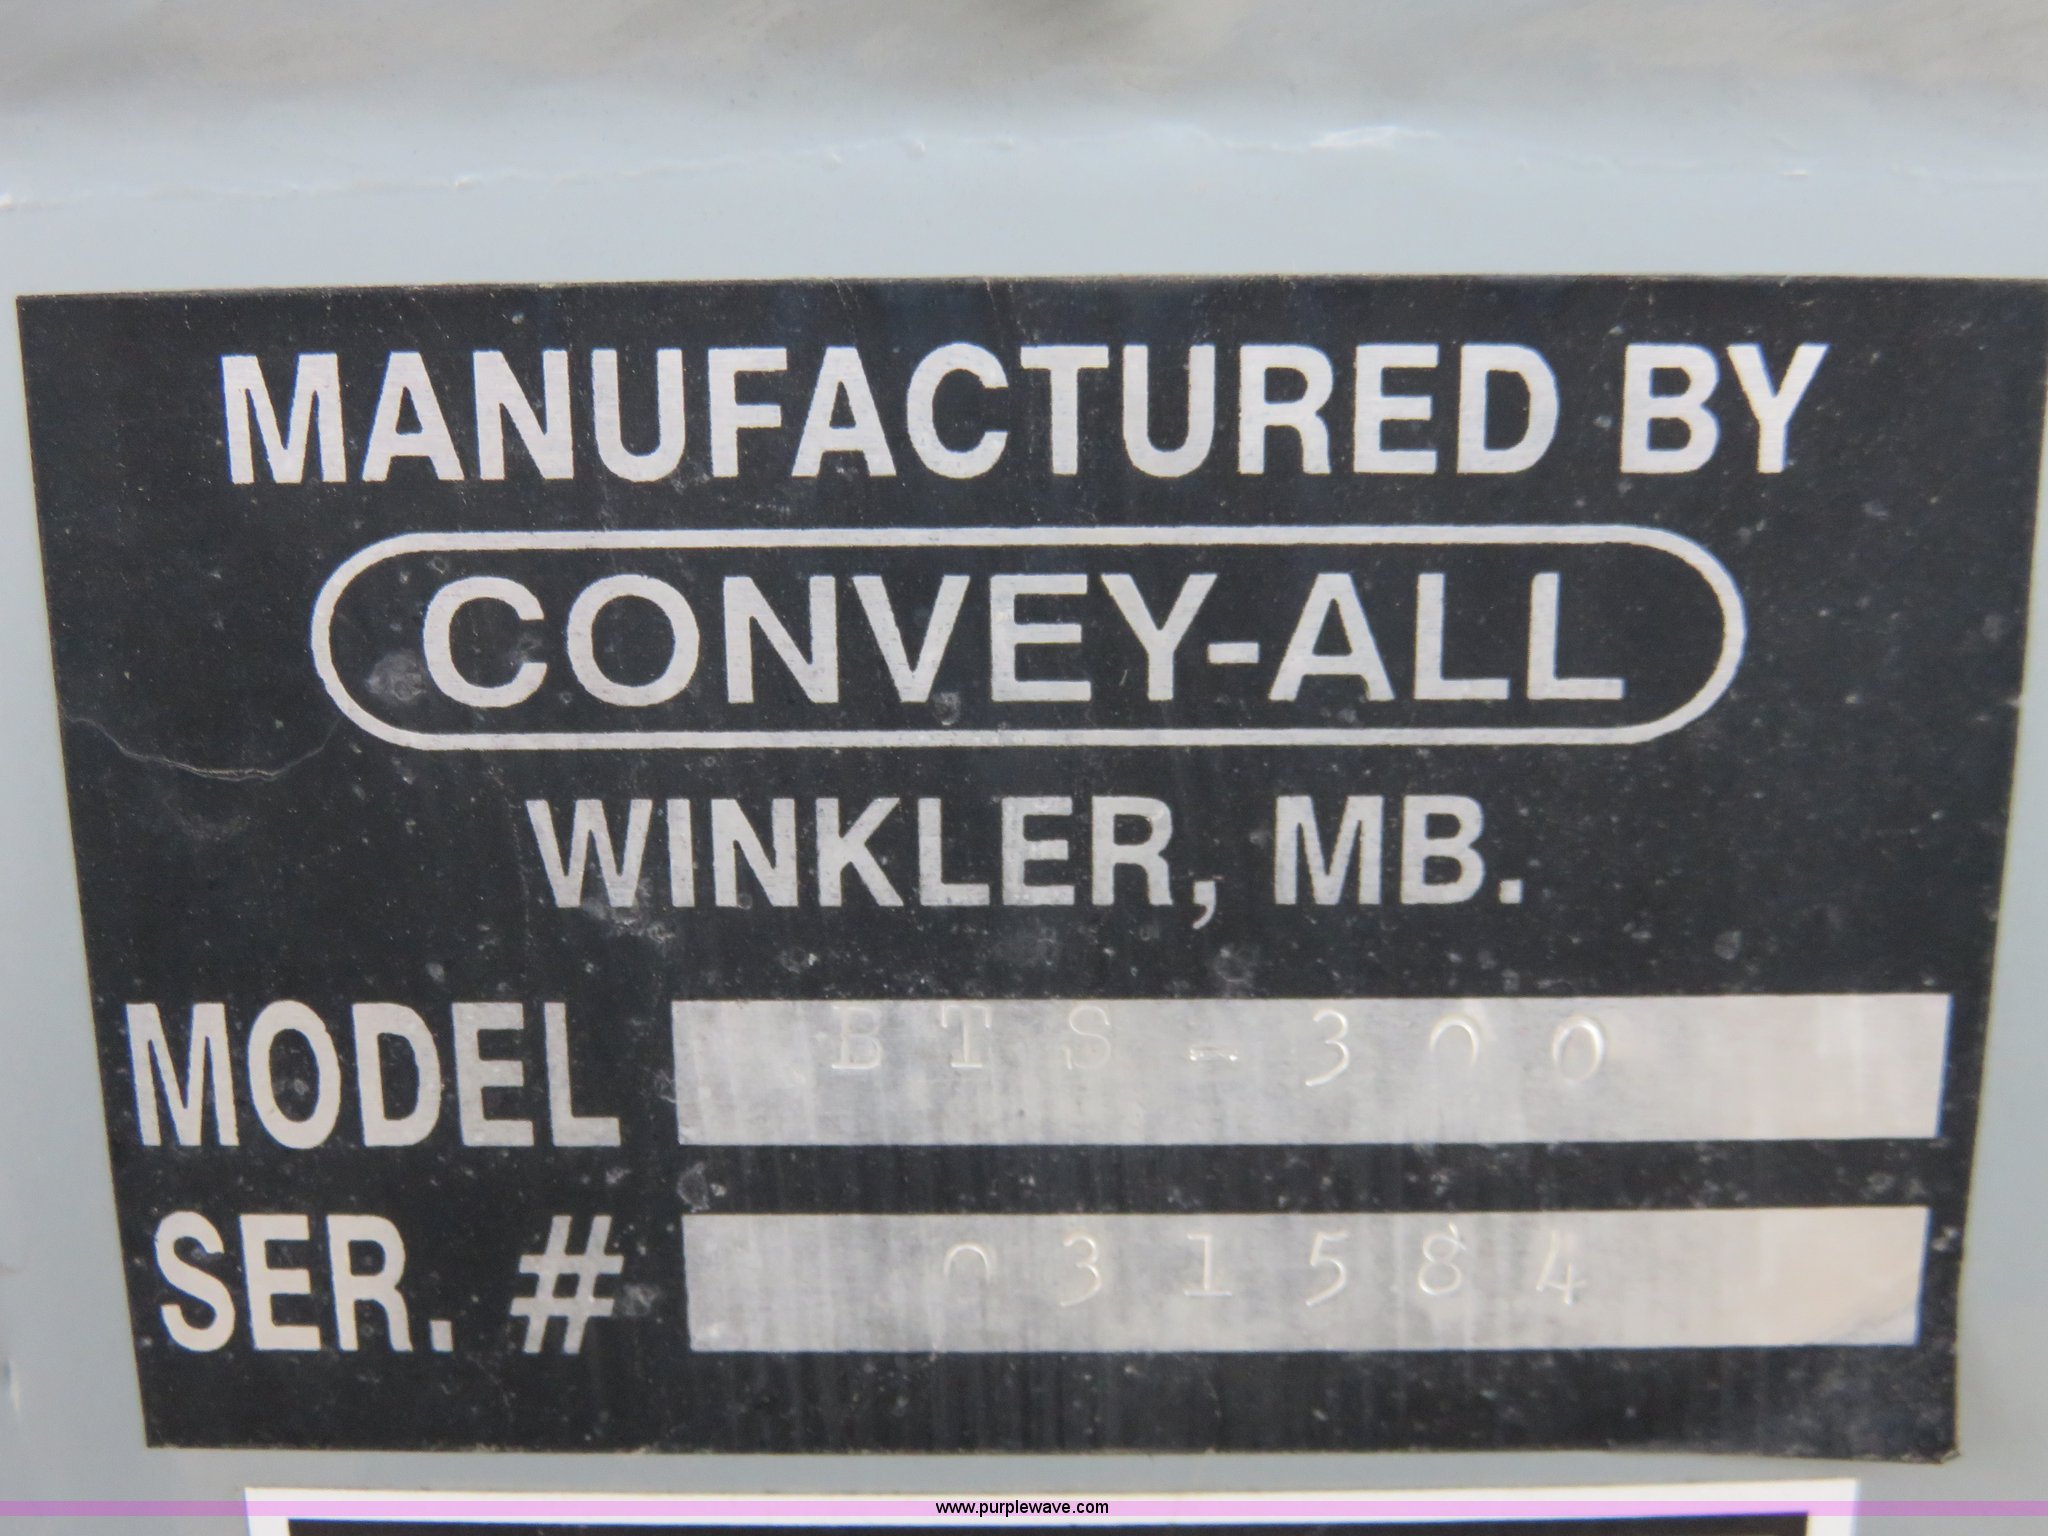 MANUFACTURED BY
CONVEY-ALL
WINKLER, MB.
MODEL BTS-300
SER. # 031584
www.purplewave.com